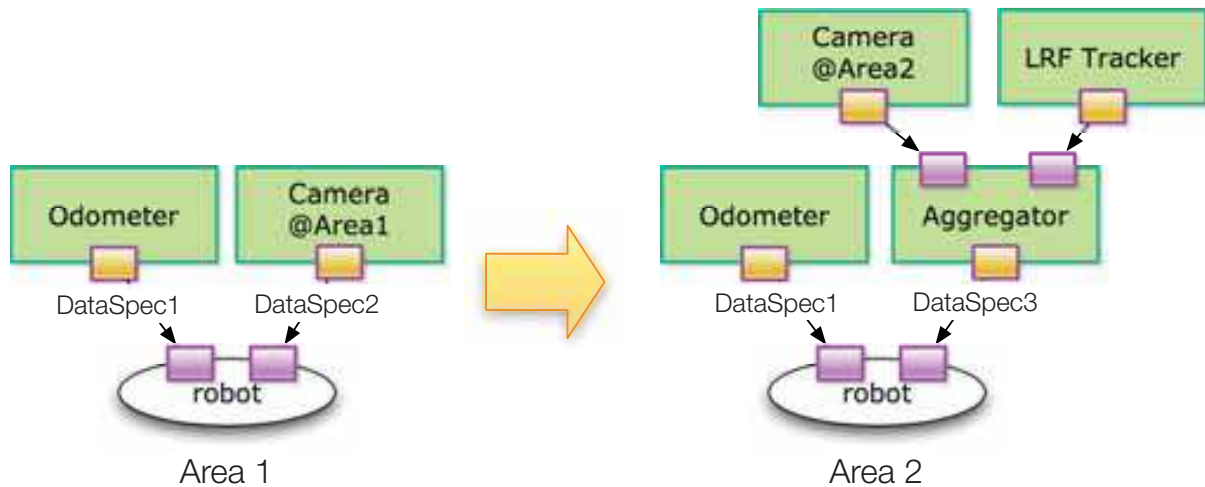 Camera
@Area2
LRF Tracker
Odometer
Camera
@Area1
Odometer
Aggregator
DataSpec1
DataSpec2
DataSpec1
DataSpec3
robot
robot
Area 1
Area 2